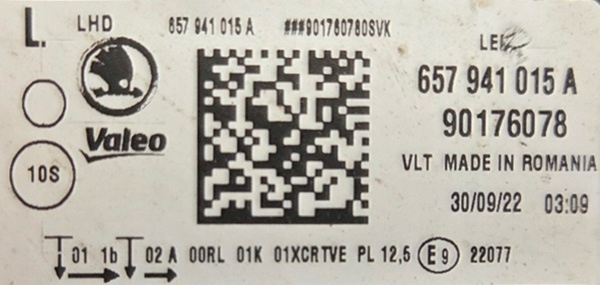 L. LHD 657 941 015 A ###901760780SVK
LED
657 941 015 A
90176078
Valeo
VLT MADE IN ROMANIA
10S
30/09/22 03:09
01 1b 02 A 00RL 01K 01XCRTVE PL 12,5 E9 22077